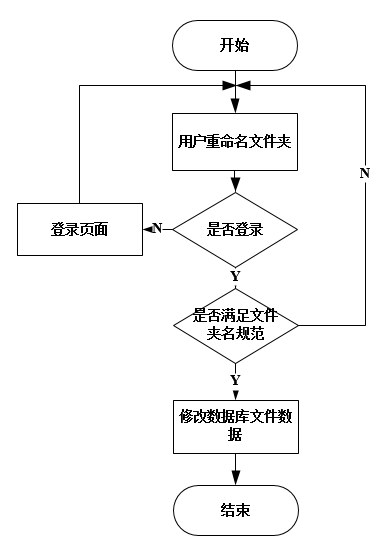 开始
用户重命名文件夹
N
登录页面
N
是否登录
Y
是否满足文件
夹名规范
Y
修改数据库文件数
据
结束